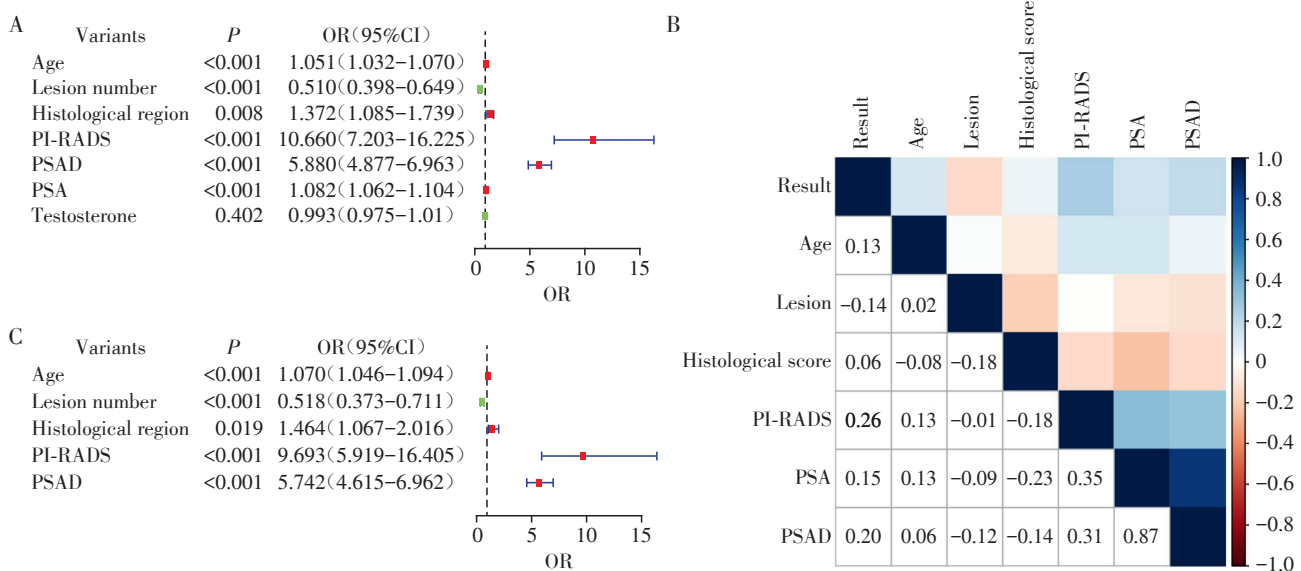 A
Variants P OR(95%CI)
Age <0.001 1.051(1.032-1.070)
Lesion number <0.001 0.510(0.398-0.649)
Histological region 0.008 1.372(1.085-1.739)
PI-RADS <0.001 10.660(7.203-16.225)
PSAD <0.001 5.880(4.877-6.963)
PSA <0.001 1.082(1.062-1.104)
Testosterone 0.402 0.993(0.975-1.01)
0 5 10 15
OR
B
Result Age Lesion Histological score PI-RADS PSA PSAD
Result
Age 0.13
Lesion -0.14 0.02
Histological score 0.06 -0.08 -0.18
PI-RADS 0.26 0.13 -0.01 -0.18
PSA 0.15 0.13 -0.09 -0.23 0.35
PSAD 0.20 0.06 -0.12 -0.14 0.31 0.87
1.0
0.8
0.6
0.4
0.2
0
-0.2
-0.4
-0.6
-0.8
-1.0
C
Variants P OR(95%CI)
Age <0.001 1.070(1.046-1.094)
Lesion number <0.001 0.518(0.373-0.711)
Histological region 0.019 1.464(1.067-2.016)
PI-RADS <0.001 9.693(5.919-16.405)
PSAD <0.001 5.742(4.615-6.962)
0 5 10 15
OR